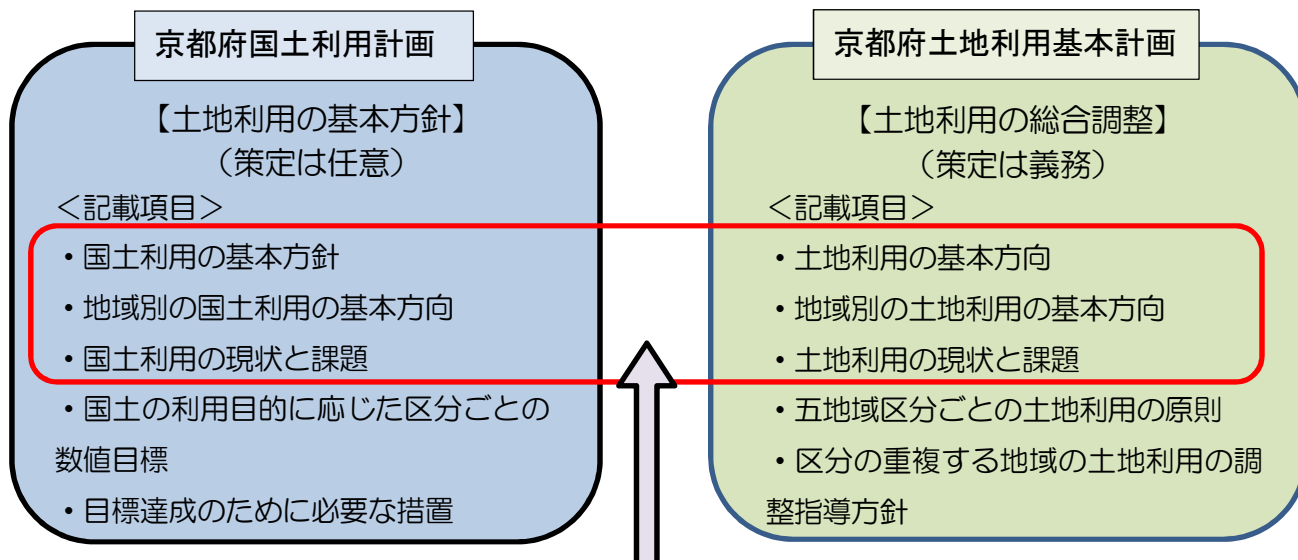 京都府国土利用計画
【土地利用の基本方針】
（策定は任意）
＜記載項目＞
・国土利用の基本方針
・地域別の国土利用の基本方向
・国土利用の現状と課題
・国土の利用目的に応じた区分ごとの
数値目標
・目標達成のために必要な措置
京都府土地利用基本計画
【土地利用の総合調整】
（策定は義務）
＜記載項目＞
・土地利用の基本方向
・地域別の土地利用の基本方向
・土地利用の現状と課題
・五地域区分ごとの土地利用の原則
・区分の重複する地域の土地利用の調
整指導方針